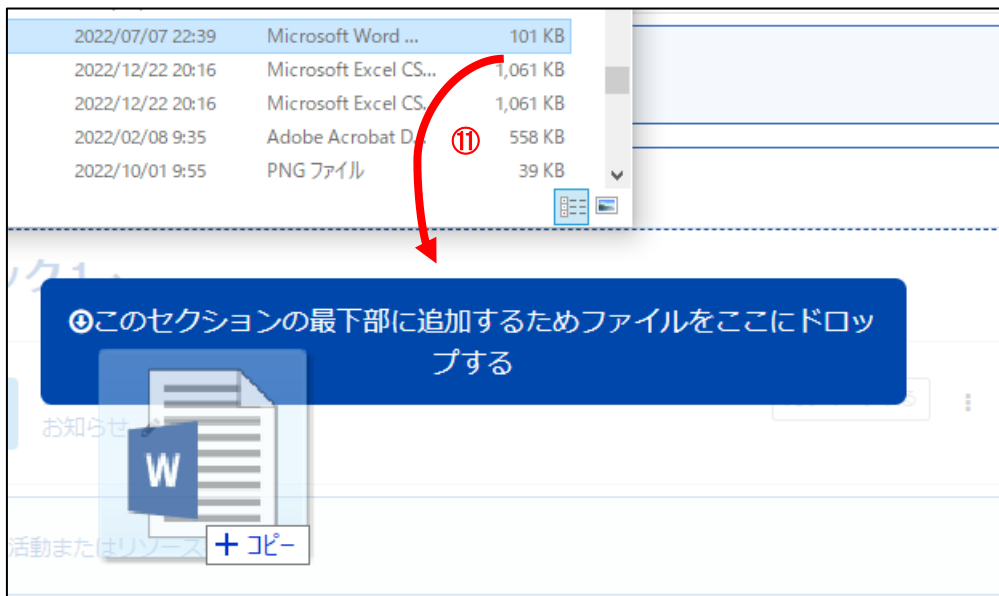 2022/07/07 22:39 Microsoft Word ... 101 KB
2022/12/22 20:16 Microsoft Excel CS... 1,061 KB
2022/12/22 20:16 Microsoft Excel CS... 1,061 KB
2022/02/08 9:35 Adobe Acrobat D... 558 KB
2022/10/01 9:55 PNG ファイル 39 KB
⑪
ック1
このセクションの最下部に追加するためファイルをここにドロッ
プする
お知らせ
W
活動またはリソース
+ コピー